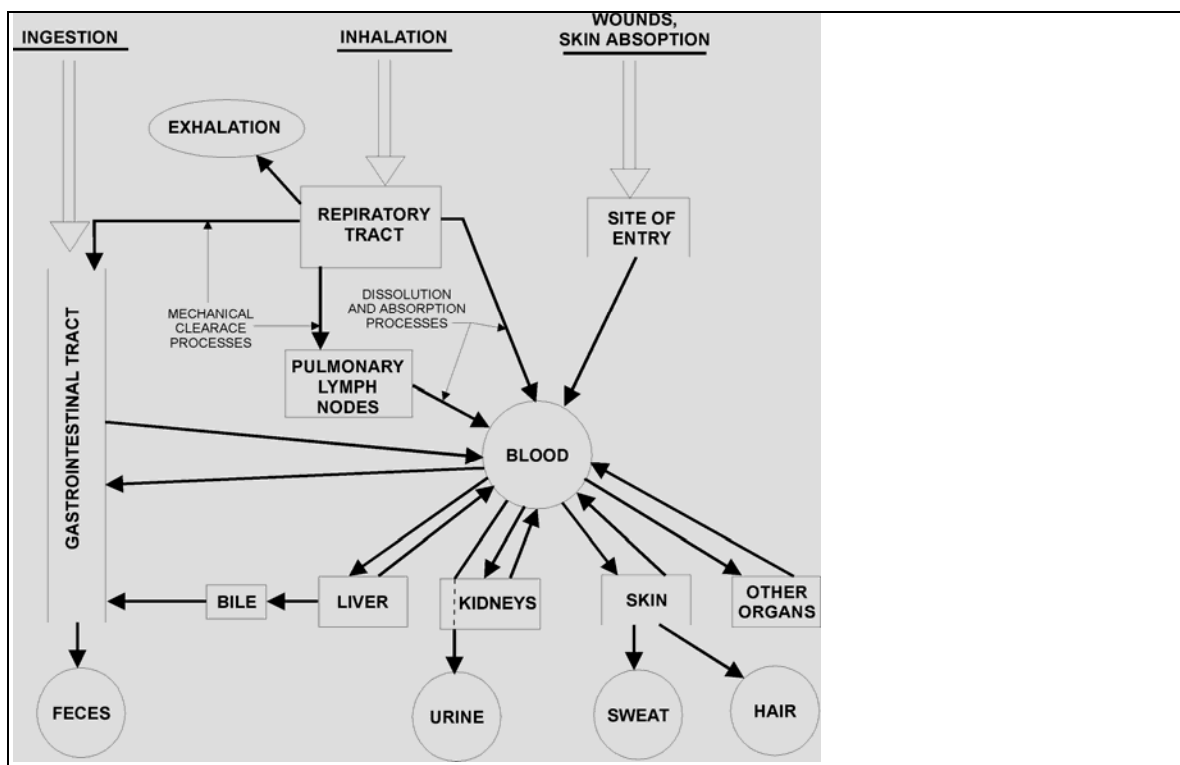 INGESTION
INHALATION
WOUNDS,
SKIN ABSOPTION
EXHALATION
REPIRATORY
TRACT
SITE OF
ENTRY
MECHANICAL
CLEARACE
PROCESSES
DISSOLUTION
AND ABSORPTION
PROCESSES
PULMONARY
LYMPH
NODES
GASTROINTESTINAL TRACT
BLOOD
BILE
LIVER
KIDNEYS
SKIN
OTHER
ORGANS
FECES
URINE
SWEAT
HAIR